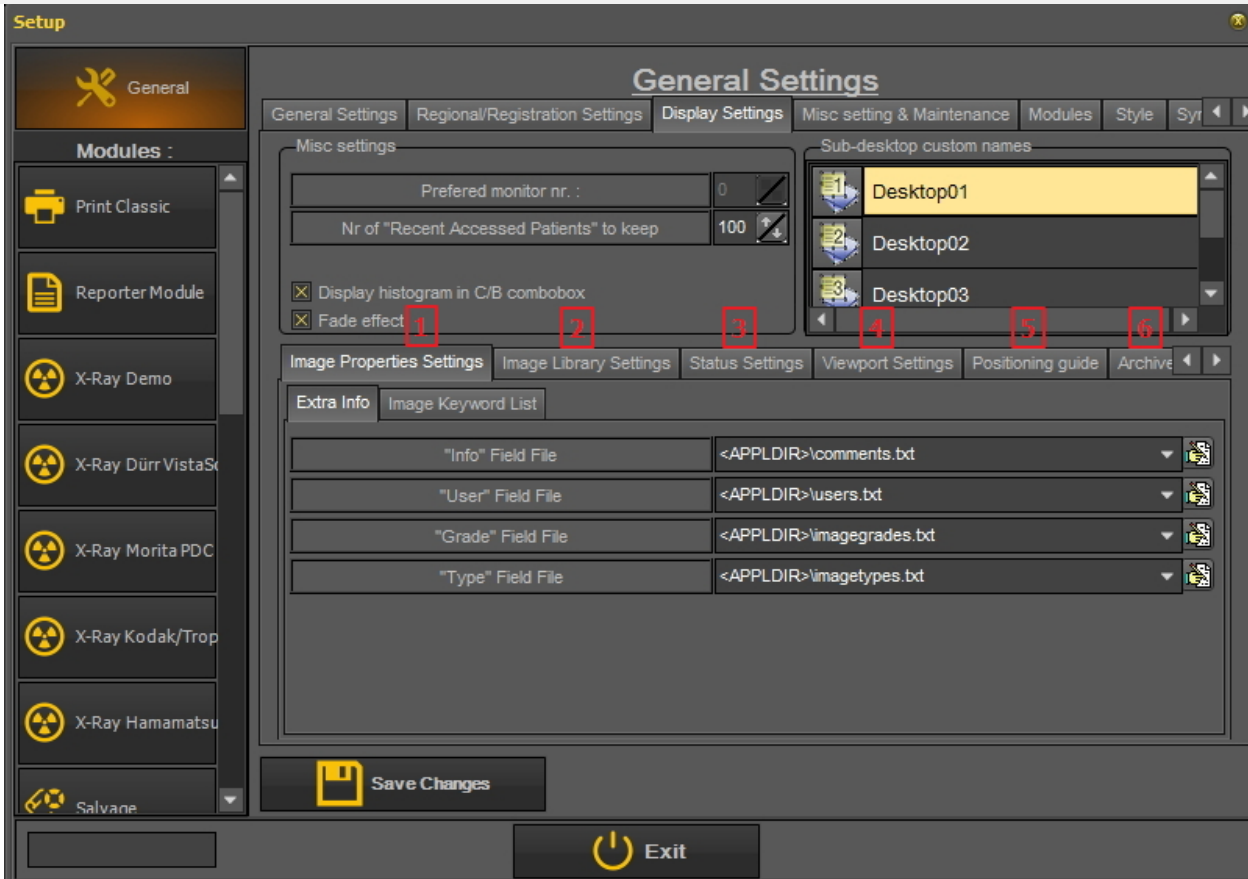 Setup
General
Modules :
Print Classic
Reporter Module
X-Ray Demo
X-Ray Dürr VistaSc
X-Ray Morita PDC
X-Ray Kodak/Trop
X-Ray Hamamatsu
Salvage
General Settings
General Settings Regional/Registration Settings Display Settings Misc setting & Maintenance Modules Style Syr
Misc settings
Prefered monitor nr. : 0
Nr of "Recent Accessed Patients" to keep 100
Display histogram in C/B combobox
Fade effect
Sub-desktop custom names
1 Desktop01
2 Desktop02
3 Desktop03
1 2 3 4 5 6
Image Properties Settings Image Library Settings Status Settings Viewport Settings Positioning guide Archive
Extra Info Image Keyword List
"Info" Field File <APPLDIR>\comments.txt
"User" Field File <APPLDIR>\users.txt
"Grade" Field File <APPLDIR>\imagegrades.txt
"Type" Field File <APPLDIR>\imagetypes.txt
Save Changes
Exit